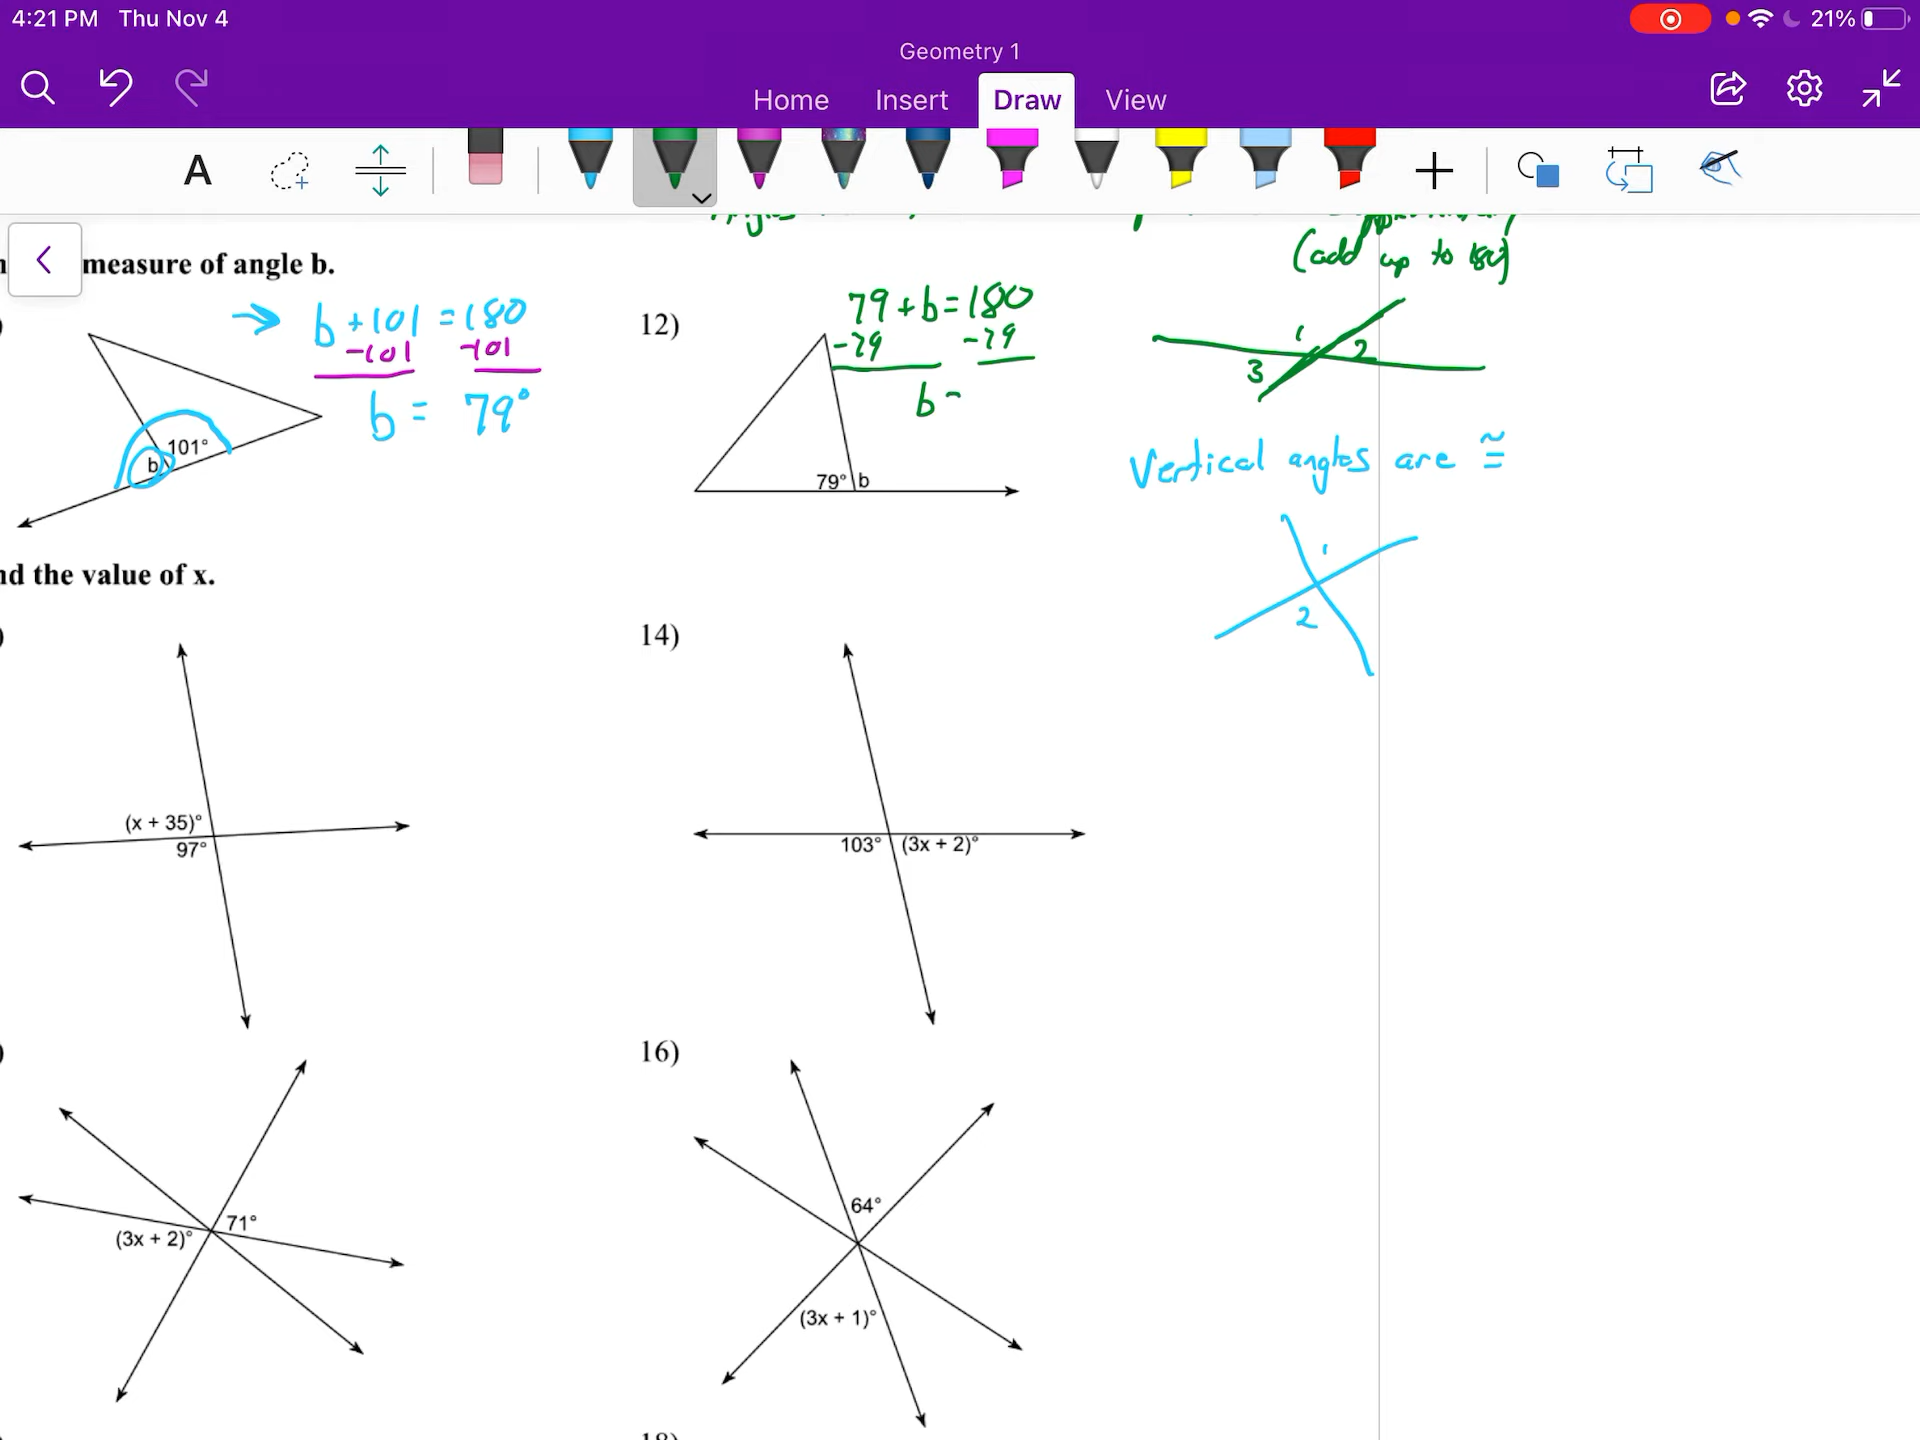 4:21 PM Thu Nov 4
21%
Geometry 1
Home Insert Draw View
A
(add up to 180)
measure of angle b.
b + 101 = 180
-101 -101
b = 79°
101°
b
12)
79 + b = 180
-79 -79
b =
79° b
1
2
3
Vertical angles are ≅
1
2
nd the value of x.
(x + 35)°
97°
14)
103° (3x + 2)°
71°
(3x + 2)°
16)
64°
(3x + 1)°
18)